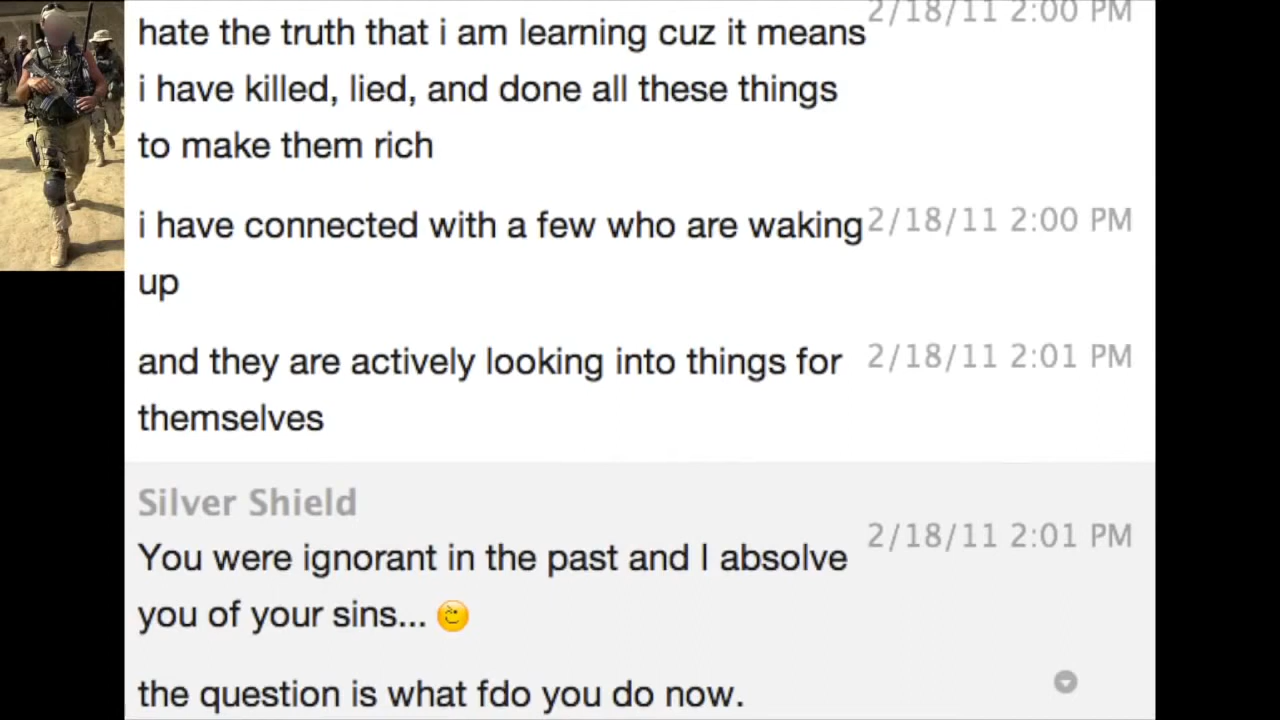 hate the truth that i am learning cuz it means
2/18/11 2:00 PM
i have killed, lied, and done all these things
to make them rich
i have connected with a few who are waking
2/18/11 2:00 PM
up
and they are actively looking into things for
2/18/11 2:01 PM
themselves
Silver Shield
2/18/11 2:01 PM
You were ignorant in the past and I absolve
you of your sins...
the question is what fdo you do now.